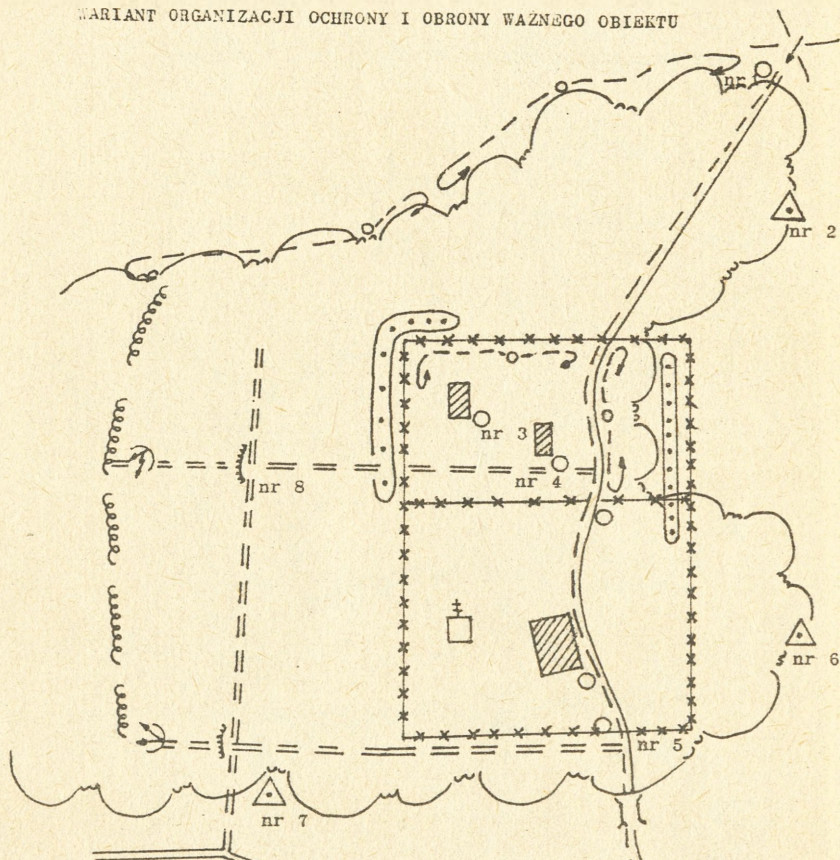 WARIANT ORGANIZACJI OCHRONY I OBRONY WAŻNEGO OBIEKTU
nr
nr 2
nr 3
nr 4
nr 8
nr 6
nr 5
nr 7